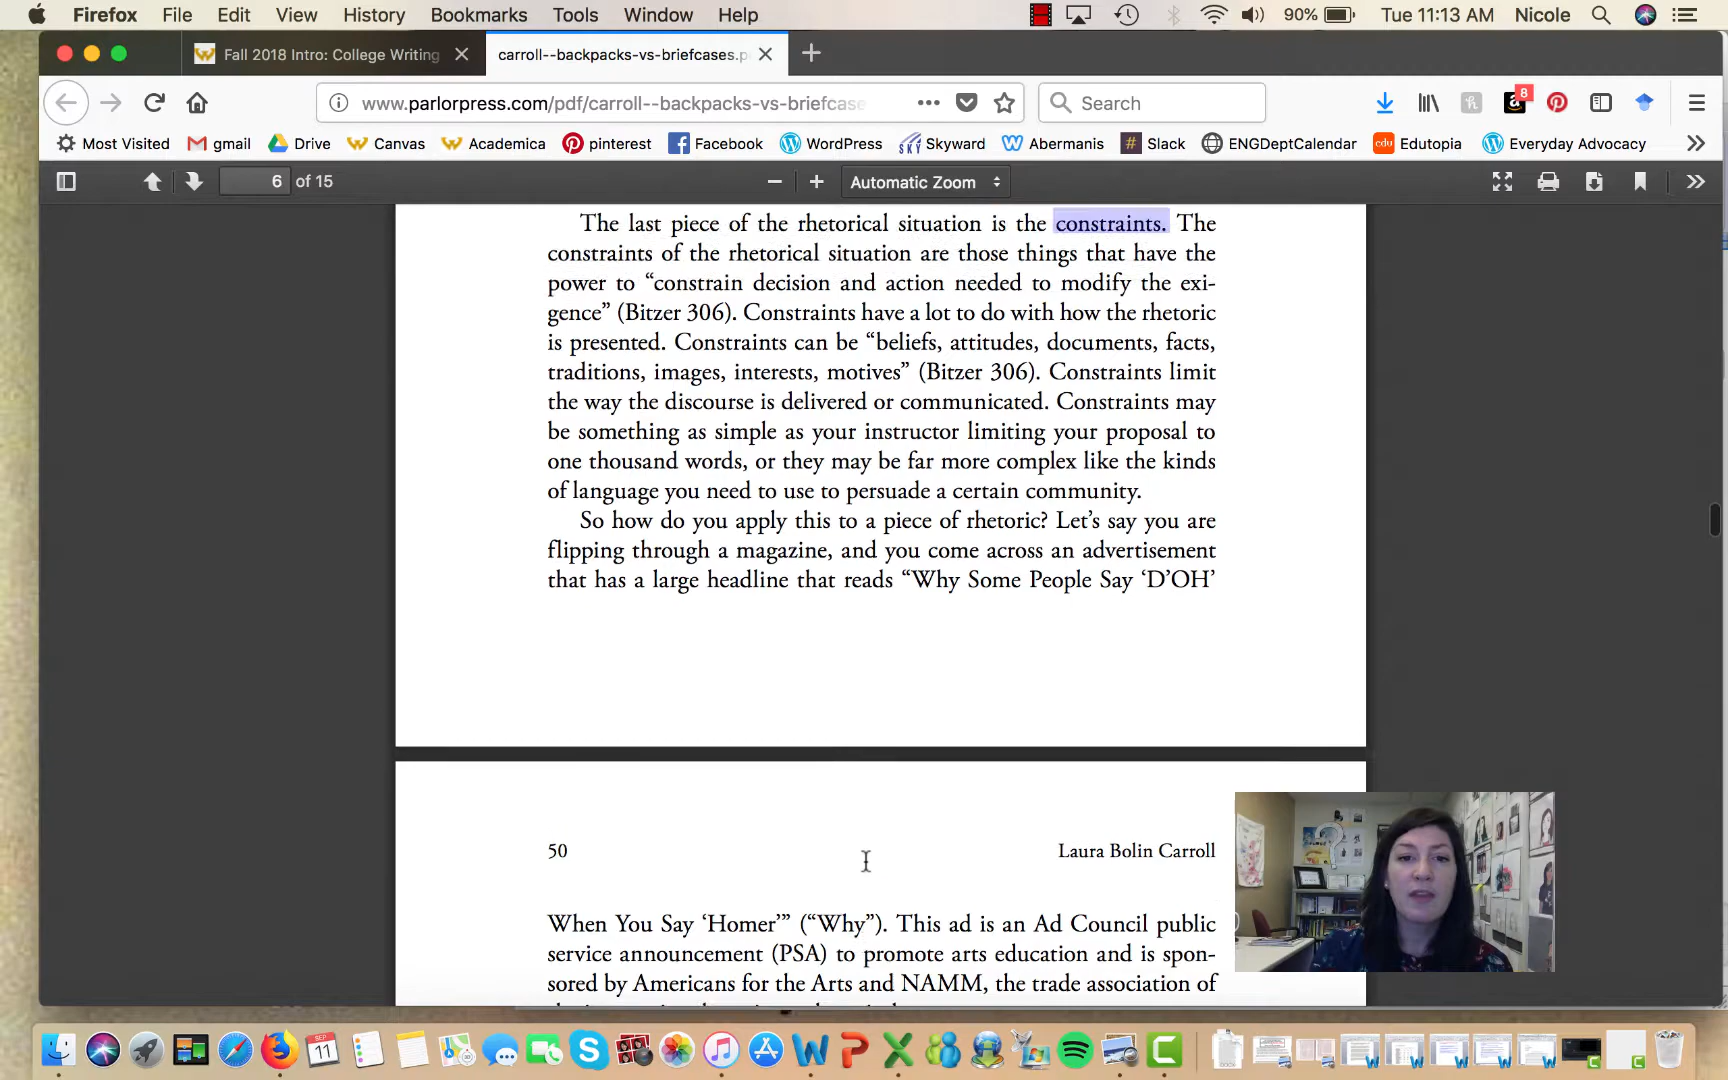 Firefox File Edit View History Bookmarks Tools Window Help 90% Tue 11:13 AM Nicole
Fall 2018 Intro: College Writing carroll--backpacks-vs-briefcases.p
www.parlorpress.com/pdf/carroll--backpacks-vs-briefcase Search 8
Most Visited gmail Drive Canvas Academica pinterest Facebook WordPress Skyward Abermanis Slack ENGDeptCalendar edu Edutopia Everyday Advocacy
6 of 15 Automatic Zoom
The last piece of the rhetorical situation is the constraints. The
constraints of the rhetorical situation are those things that have the
power to “constrain decision and action needed to modify the exi-
gence” (Bitzer 306). Constraints have a lot to do with how the rhetoric
is presented. Constraints can be “beliefs, attitudes, documents, facts,
traditions, images, interests, motives” (Bitzer 306). Constraints limit
the way the discourse is delivered or communicated. Constraints may
be something as simple as your instructor limiting your proposal to
one thousand words, or they may be far more complex like the kinds
of language you need to use to persuade a certain community.
So how do you apply this to a piece of rhetoric? Let’s say you are
flipping through a magazine, and you come across an advertisement
that has a large headline that reads “Why Some People Say ‘D’OH’
50 Laura Bolin Carroll
When You Say ‘Homer’” (“Why”). This ad is an Ad Council public
service announcement (PSA) to promote arts education and is spon-
sored by Americans for the Arts and NAMM, the trade association of
SEP
11